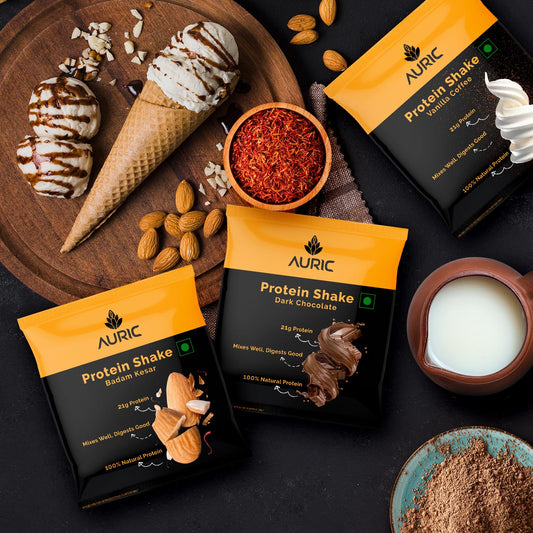 AURIC
Protein Shake
Vanilla Coffee
21g Protein
Mixes Well, Digests Good
100% Natural Protein
AURIC
Protein Shake
Dark Chocolate
21g Protein
Mixes Well, Digests Good
100% Natural Protein
AURIC
Protein Shake
Badam Kesar
21g Protein
Mixes Well, Digests Good
100% Natural Protein